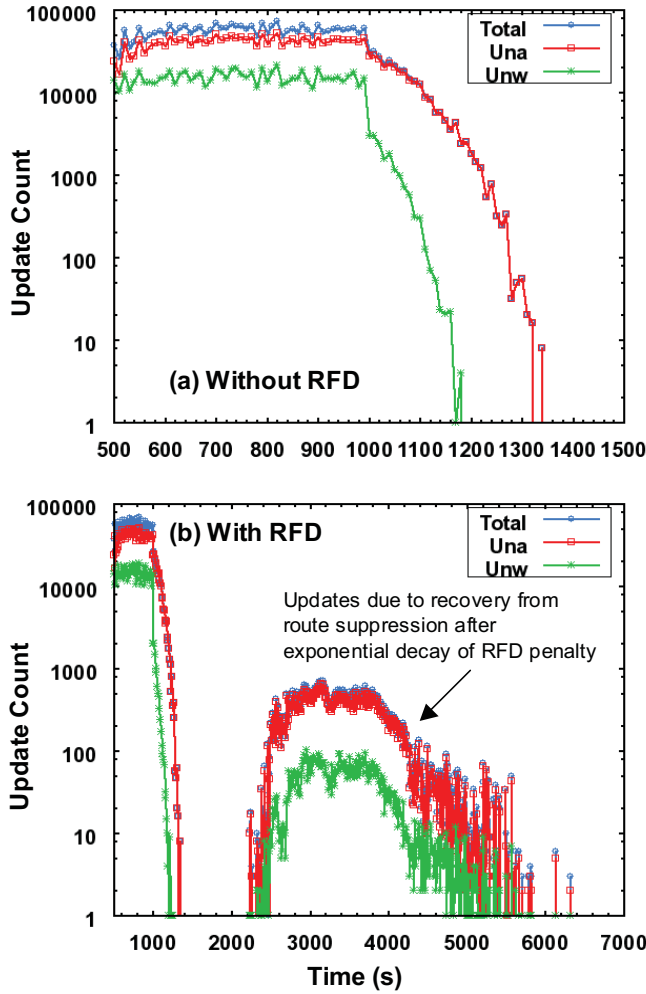 100000
10000
1000
100
10
1
Update Count
Total
Una
Unw
(a) Without RFD
500 600 700 800 900 1000 1100 1200 1300 1400 1500
100000
10000
1000
100
10
1
Update Count
(b) With RFD
Total
Una
Unw
Updates due to recovery from
route suppression after
exponential decay of RFD penalty
1000 2000 3000 4000 5000 6000 7000
Time (s)